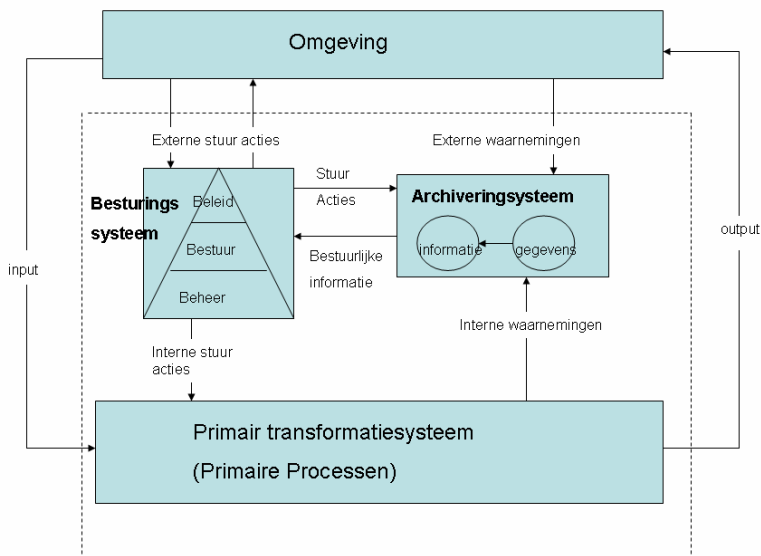 Omgeving
Externe stuur acties
Externe waarnemingen
Besturings
systeem
Beleid
Bestuur
Beheer
Stuur
Acties
Bestuurlijke
informatie
Archiveringsysteem
informatie
gegevens
input
output
Interne stuur
acties
Interne waarnemingen
Primair transformatiesysteem
(Primaire Processen)